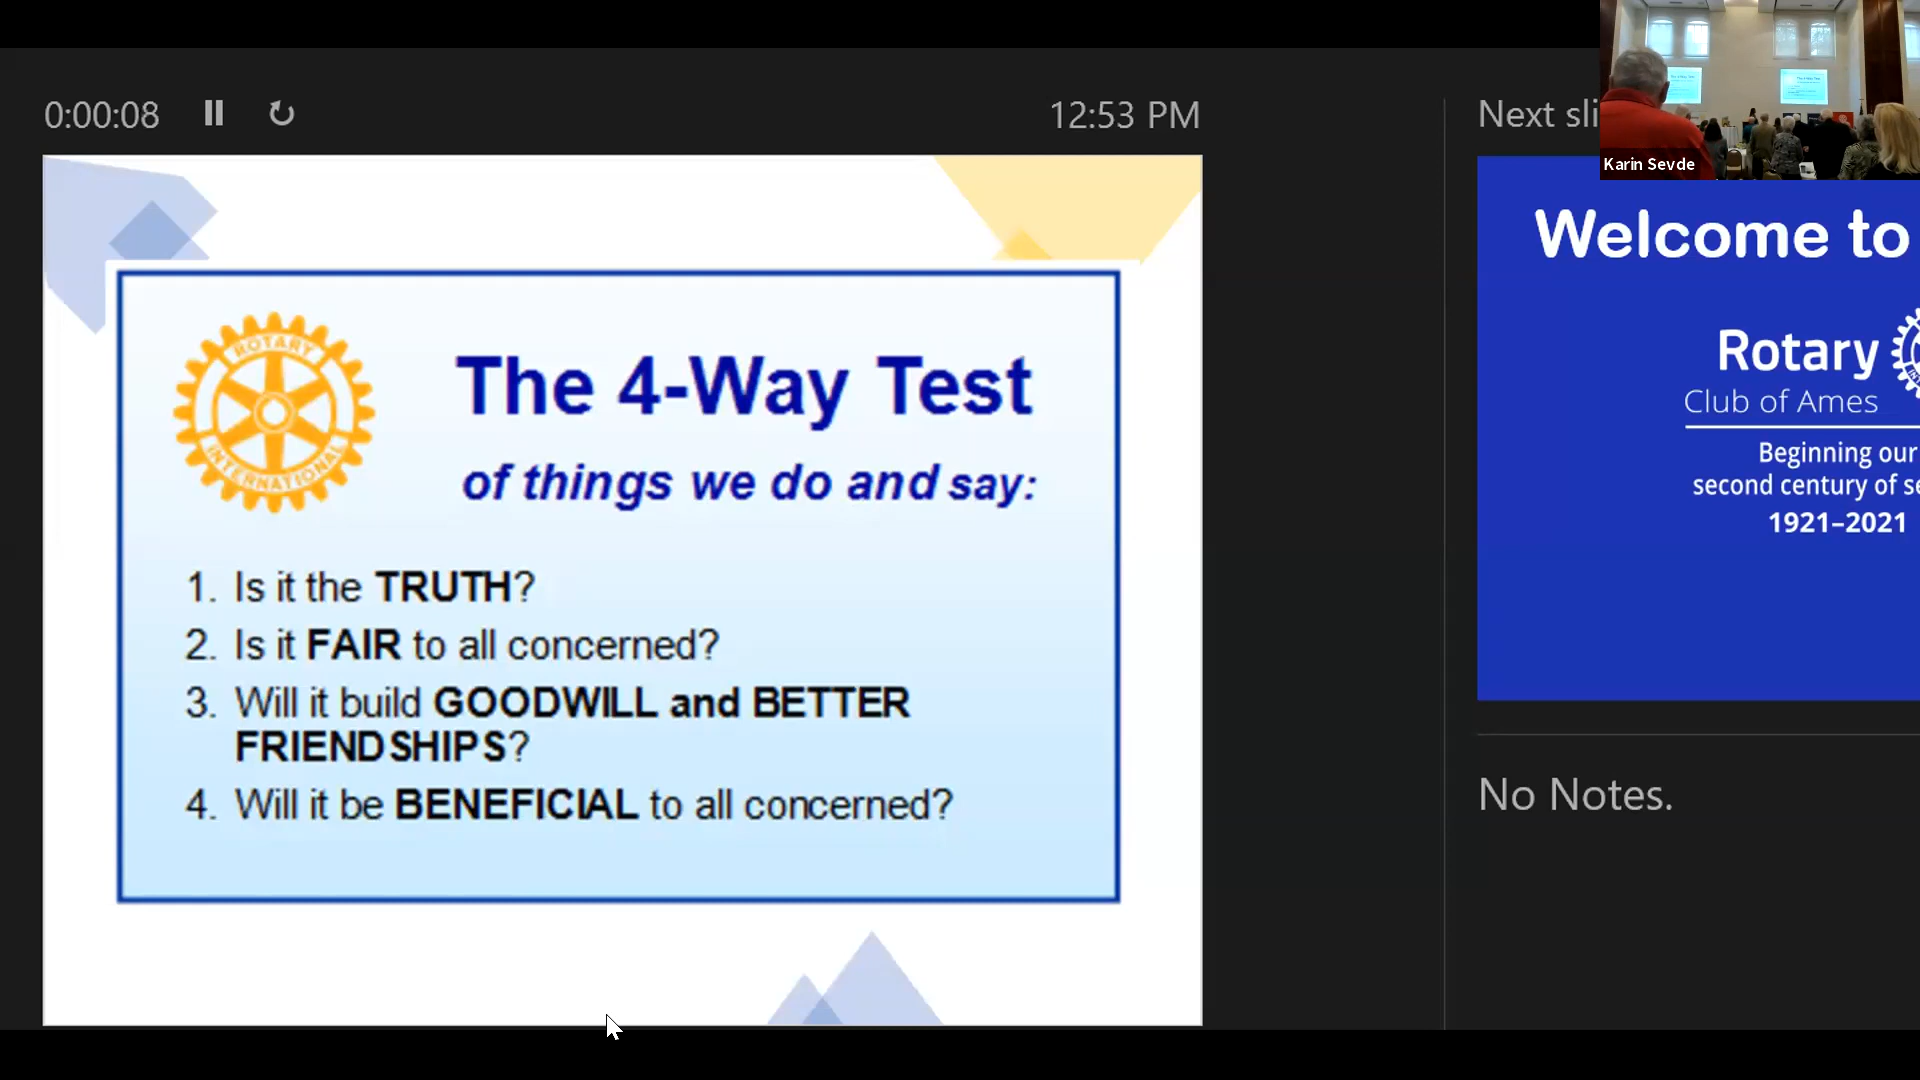 0:00:08
12:53 PM
Next sli
Karin Sevde
ROTARY
INTERNATIONAL
The 4-Way Test
of things we do and say:
1. Is it the TRUTH?
2. Is it FAIR to all concerned?
3. Will it build GOODWILL and BETTER
FRIENDSHIPS?
4. Will it be BENEFICIAL to all concerned?
Welcome to
Rotary
Club of Ames
Beginning our
second century of se
1921–2021
No Notes.